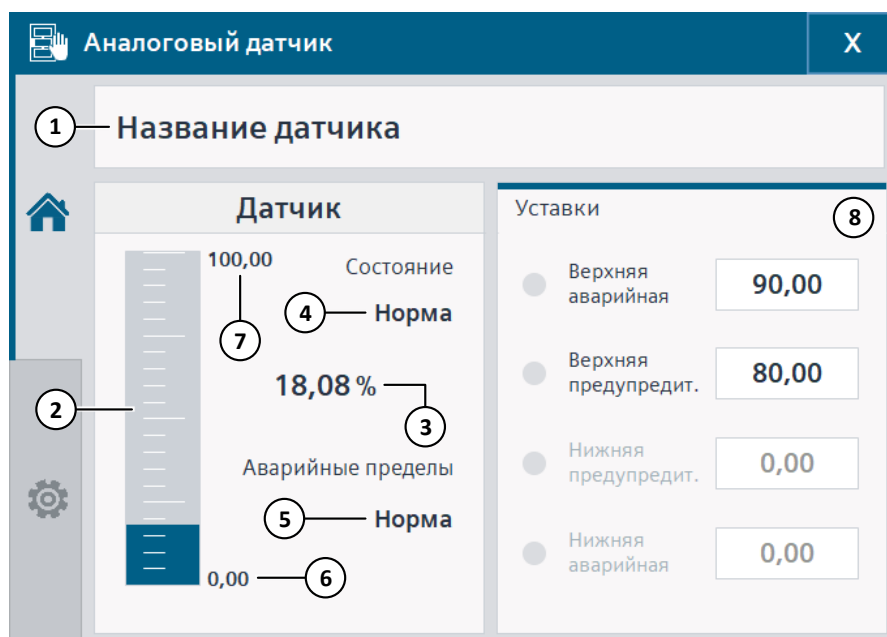 Аналоговый датчик
X
1
Название датчика
Датчик
100,00
Состояние
4
Норма
7
18,08 %
2
3
Аварийные пределы
5
Норма
0,00
6
Уставки
8
Верхняя
аварийная
90,00
Верхняя
предупредит.
80,00
Нижняя
предупредит.
0,00
Нижняя
аварийная
0,00